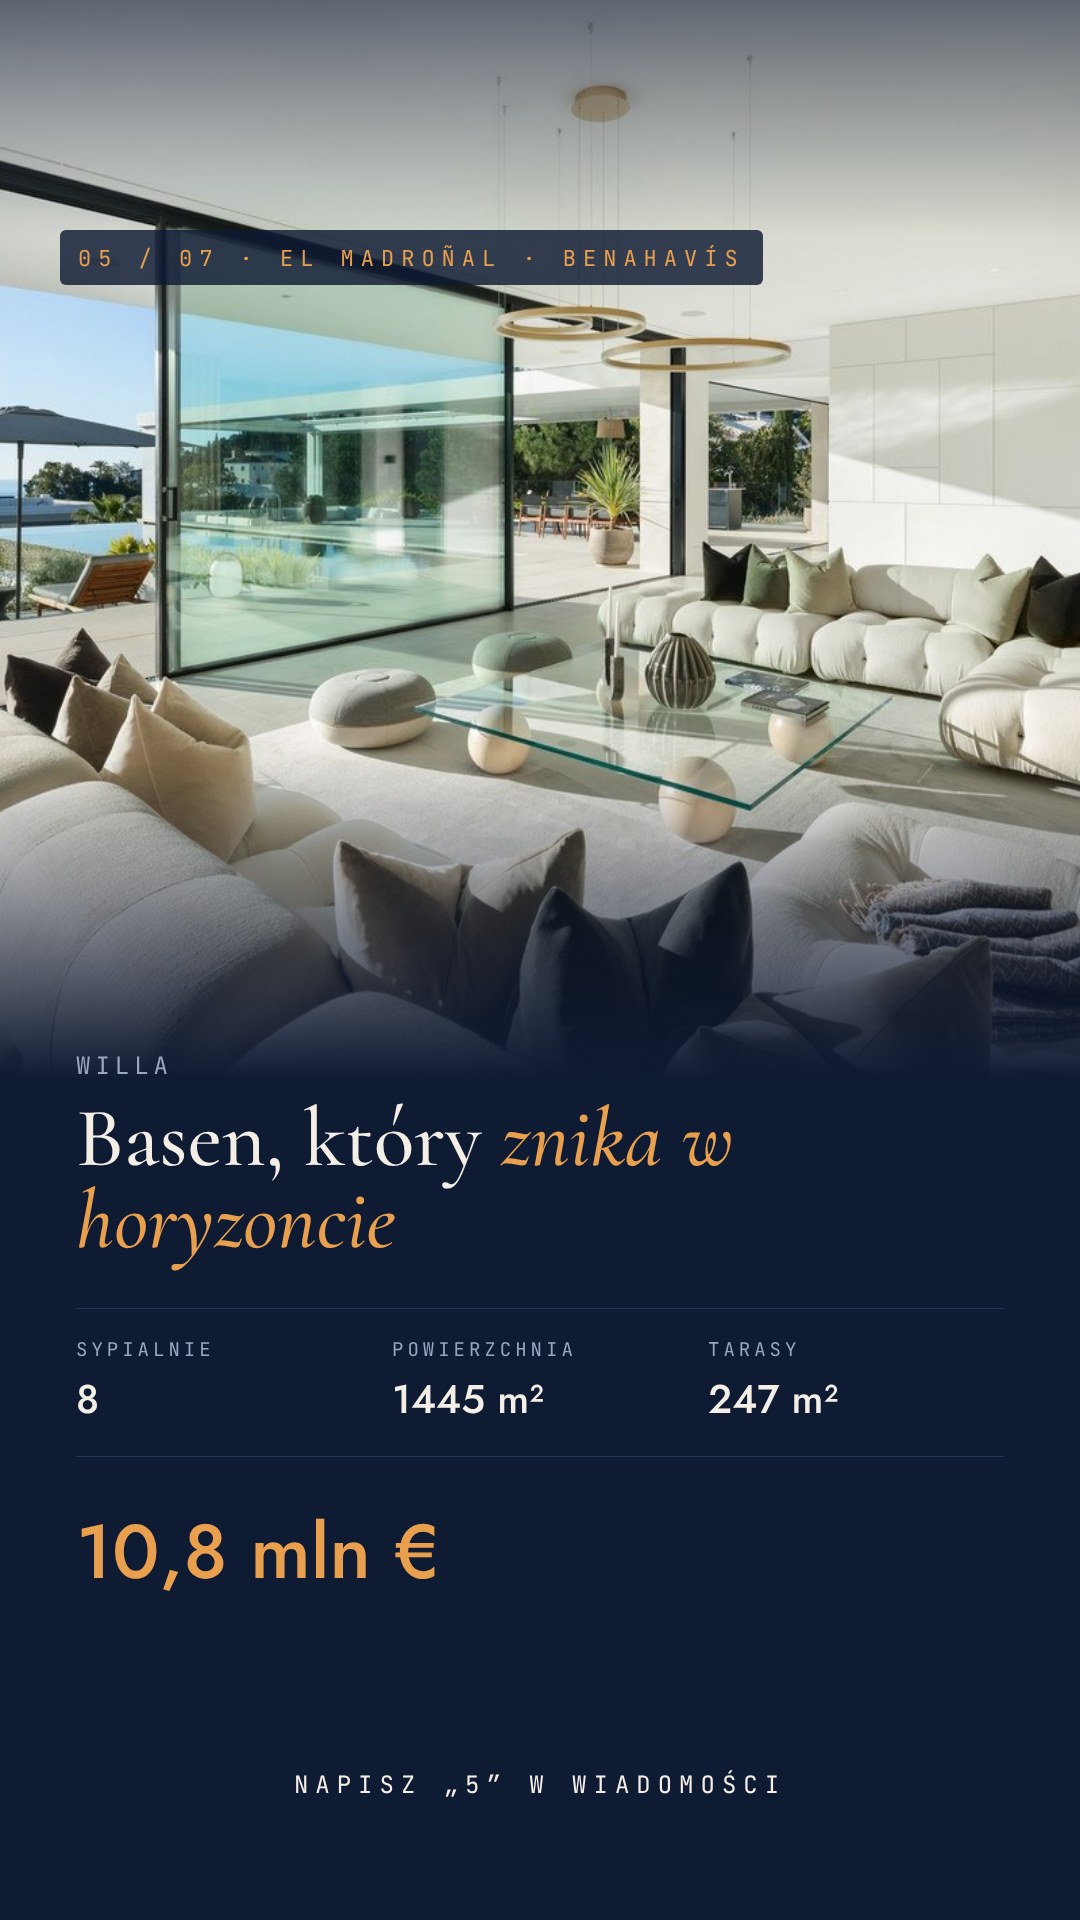 05 / 07 · EL MADROÑAL · BENAHAVÍS
WILLA
Basen, który znika w
horyzoncie
SYPIALNIE POWIERZCHNIA TARASY
8 1445 m² 247 m²
10,8 mln €
NAPISZ „5” W WIADOMOŚCI